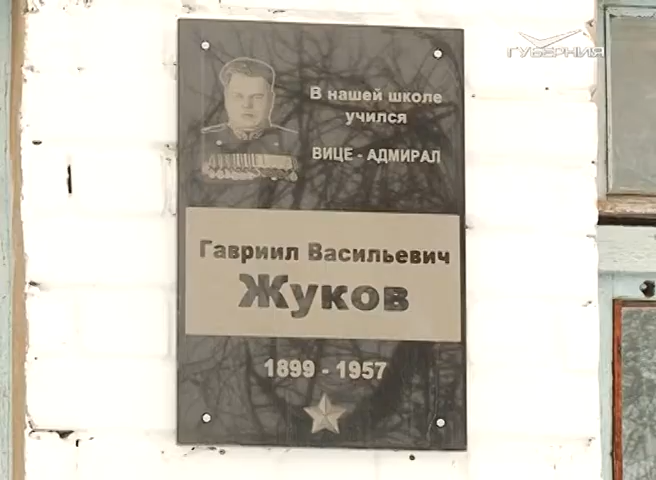 ГУБЕРНИЯ
В нашей школе
учился
ВИЦЕ - АДМИРАЛ
Гавриил Васильевич
Жуков
1899 - 1957